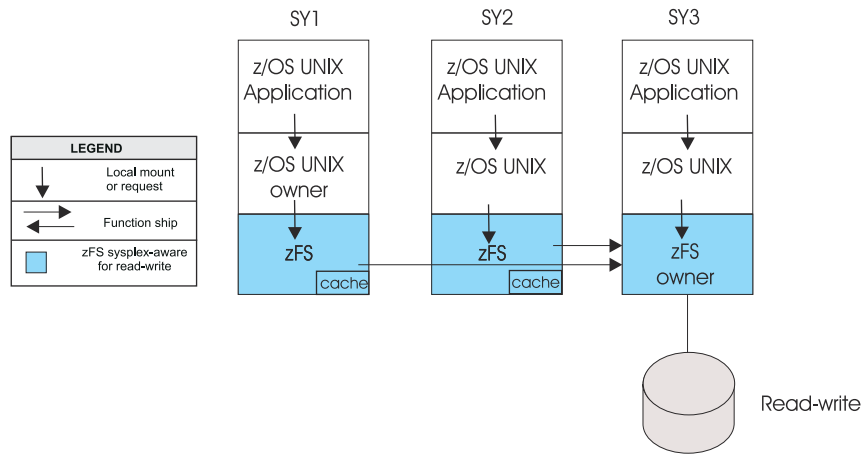 SY1
SY2
SY3
z/OS UNIX
Application
z/OS UNIX
Application
z/OS UNIX
Application
z/OS UNIX
owner
z/OS UNIX
z/OS UNIX
zFS
cache
zFS
cache
zFS
owner
LEGEND
Local mount
or request
Function ship
zFS sysplex-aware
for read-write
Read-write